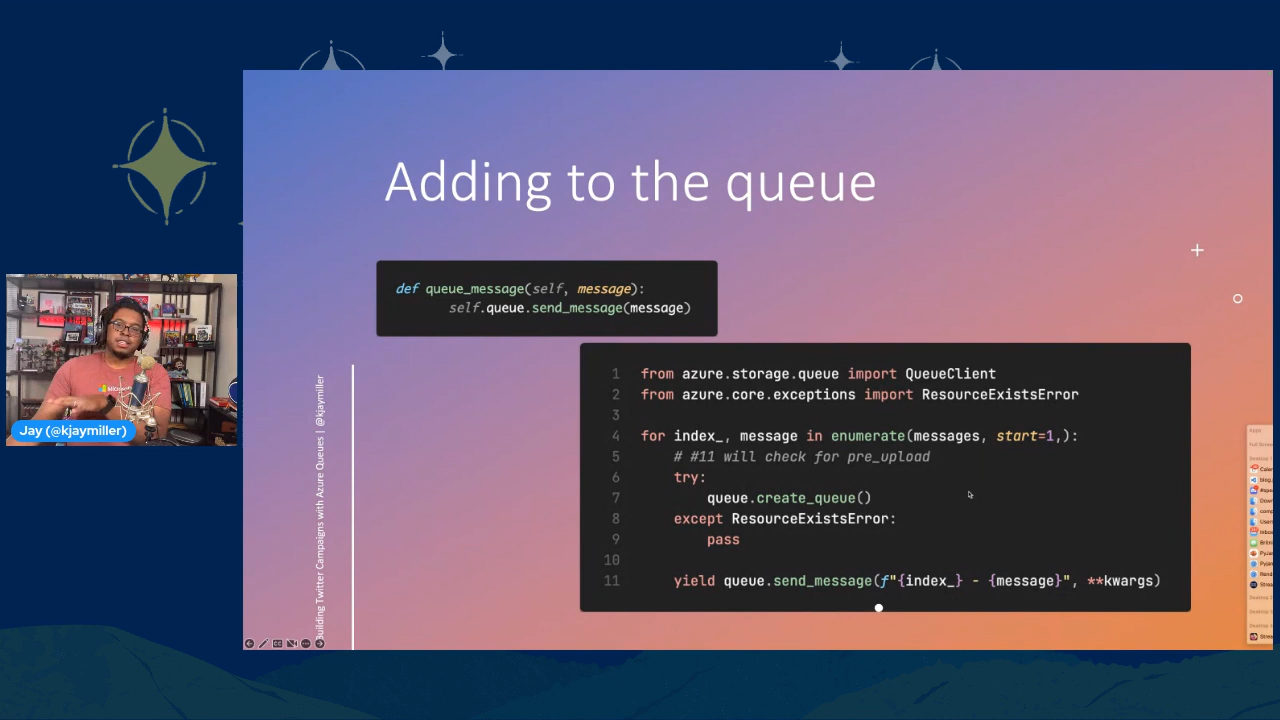 Adding to the queue
def queue_message(self, message):
self.queue.send_message(message)
1 from azure.storage.queue import QueueClient
2 from azure.core.exceptions import ResourceExistsError
3
4 for index_, message in enumerate(messages, start=1,):
5 # #11 will check for pre_upload
6 try:
7 queue.create_queue()
8 except ResourceExistsError:
9 pass
10
11 yield queue.send_message(f"{index_} - {message}", **kwargs)
Building Twitter Campaigns with Azure Queues | @kjaymiller
Microsoft
Jay (@kjaymiller)